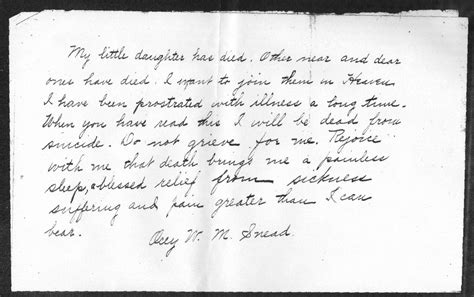 My little daughter has died. Other near and dear
ones have died. I want to join them in Heaven
I have been prostrated with illness a long time.
When you have read this I will be dead from
suicide. Do not grieve for me. Rejoice
with me that death brings me a painless
sleep, a blessed relief from sickness
suffering and pain greater than I can
bear.
Ocey W. M. Snead.